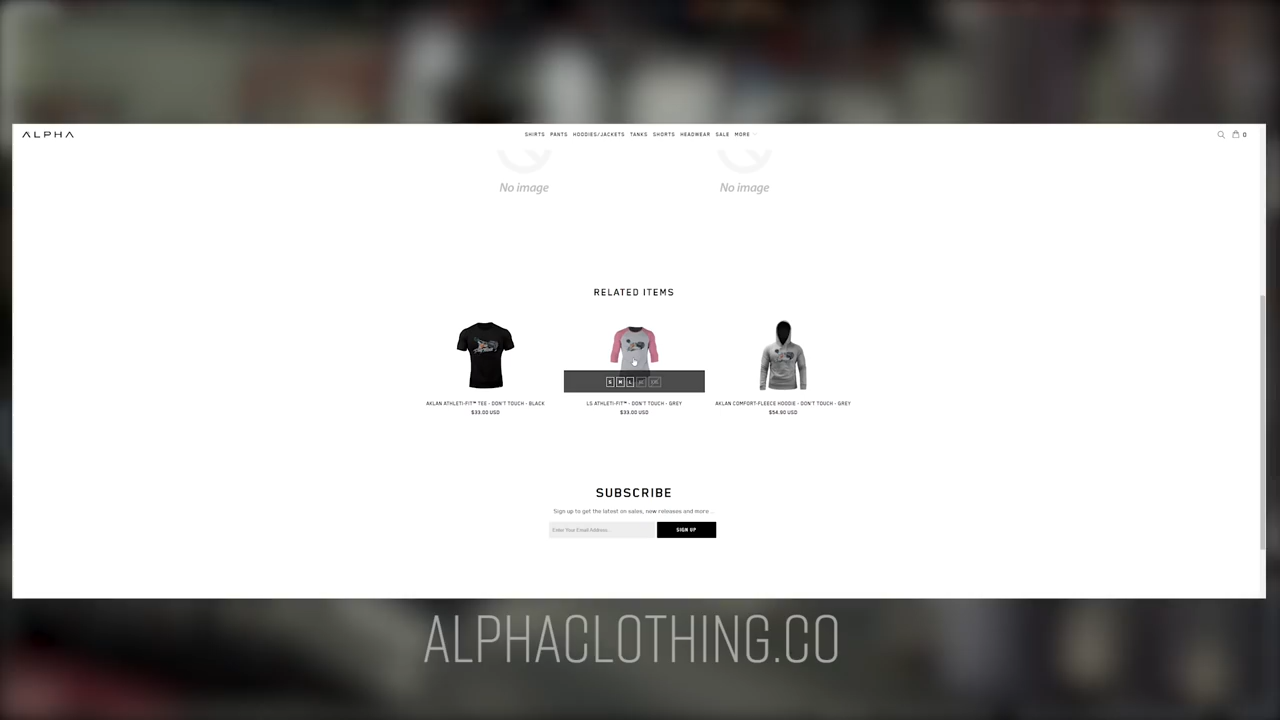 ALPHA
SHIRTS PANTS HOODIES/JACKETS TANKS SHORTS HEADWEAR SALE MORE
0
No image
No image
RELATED ITEMS
S M L XL XXL
AKLAN ATHLETI-FIT™ TEE - DON'T TOUCH - BLACK
$33.00 USD
LS ATHLETI-FIT™ - DON'T TOUCH - GREY
$33.00 USD
AKLAN COMFORT-FLEECE HOODIE - DON'T TOUCH - GREY
$54.90 USD
SUBSCRIBE
Sign up to get the latest on sales, new releases and more ...
Enter Your Email Address...
SIGN UP
ALPHACLOTHING.CO